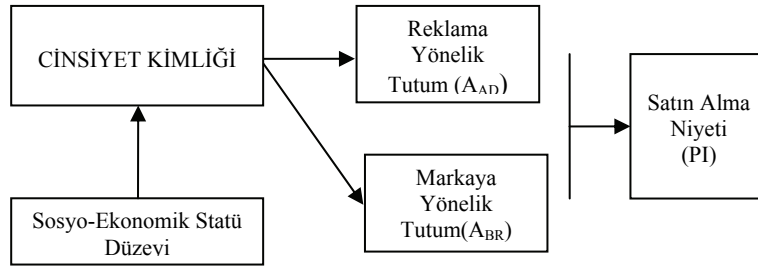 CİNSİYET KİMLİĞİ
Reklama
Yönelik
Tutum (AAD)
Satın Alma
Niyeti
(PI)
Markaya
Yönelik
Tutum(ABR)
Sosyo-Ekonomik Statü
Düzeyi